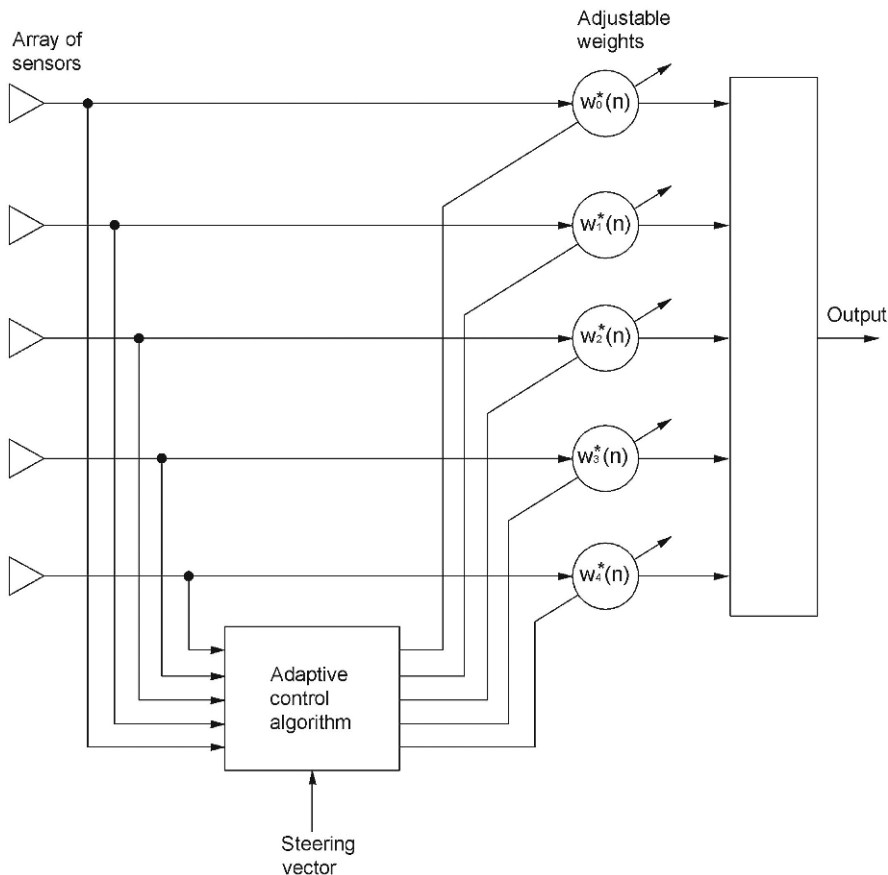 Array of
sensors
Adjustable
weights
w₀*(n)
w₁*(n)
w₂*(n)
Output
w₃*(n)
w₄*(n)
Adaptive
control
algorithm
Steering
vector